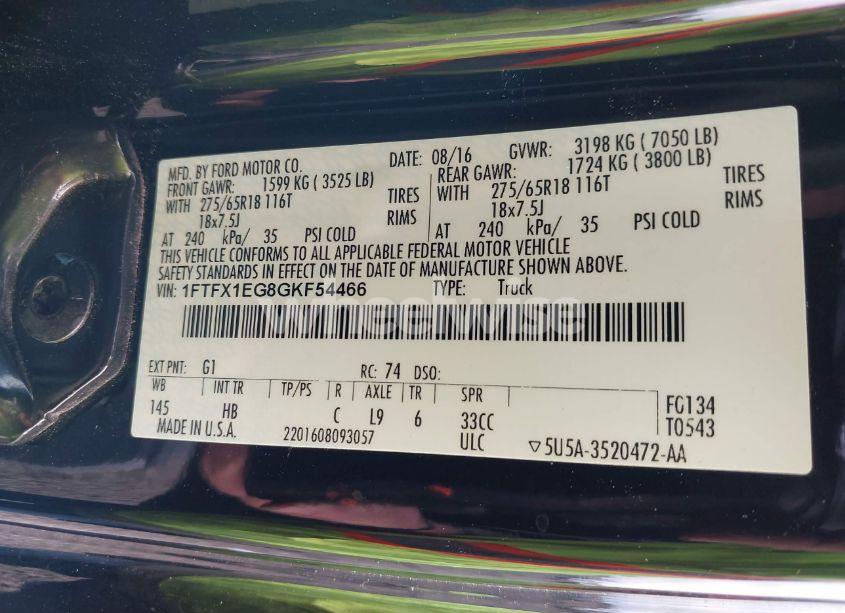 MFD. BY FORD MOTOR CO. DATE: 08/16 GVWR: 3198 KG ( 7050 LB)
FRONT GAWR: 1599 KG ( 3525 LB) REAR GAWR: 1724 KG ( 3800 LB)
WITH 275/65R18 116T TIRES WITH 275/65R18 116T TIRES
18x7.5J RIMS 18x7.5J RIMS
AT 240 kPa/ 35 PSI COLD AT 240 kPa/ 35 PSI COLD
THIS VEHICLE CONFORMS TO ALL APPLICABLE FEDERAL MOTOR VEHICLE
SAFETY STANDARDS IN EFFECT ON THE DATE OF MANUFACTURE SHOWN ABOVE.
VIN: 1FTFX1EG8GKF54466 TYPE: Truck
wheelwise
EXT PNT: G1 RC: 74 DSO:
WB INT TR TP/PS R AXLE TR SPR
145 HB C L9 6 33CC FC134
MADE IN U.S.A. 2201608093057 ULC T0543
▽5U5A-3520472-AA